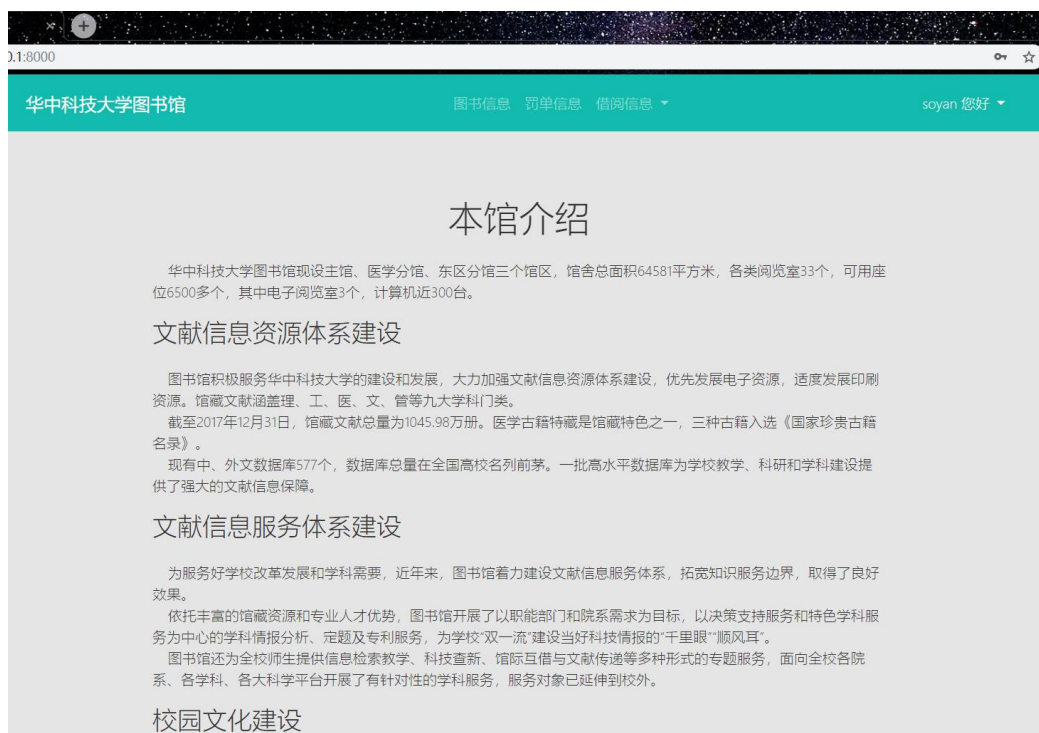 0.1:8000
华中科技大学图书馆 图书信息 罚单信息 借阅信息 soyan 您好
本馆介绍
华中科技大学图书馆现设主馆、医学分馆、东区分馆三个馆区，馆舍总面积64581平方米，各类阅览室33个，可用座
位6500多个，其中电子阅览室3个，计算机近300台。
文献信息资源体系建设
图书馆积极服务华中科技大学的建设和发展，大力加强文献信息资源体系建设，优先发展电子资源，适度发展印刷
资源。馆藏文献涵盖理、工、医、文、管等九大学科门类。
截至2017年12月31日，馆藏文献总量为1045.98万册。医学古籍特藏是馆藏特色之一，三种古籍入选《国家珍贵古籍
名录》。
现有中、外文数据库577个，数据库总量在全国高校名列前茅。一批高水平数据库为学校教学、科研和学科建设提
供了强大的文献信息保障。
文献信息服务体系建设
为服务好学校改革发展和学科需要，近年来，图书馆着力建设文献信息服务体系，拓宽知识服务边界，取得了良好
效果。
依托丰富的馆藏资源和专业人才优势，图书馆开展了以职能部门和院系需求为目标，以决策支持服务和特色学科服
务为中心的学科情报分析、定题及专利服务，为学校“双一流”建设当好科技情报的“千里眼”“顺风耳”。
图书馆还为全校师生提供信息检索教学、科技查新、馆际互借与文献传递等多种形式的专题服务，面向全校各院
系、各学科、各大科学平台开展了有针对性的学科服务，服务对象已延伸到校外。
校园文化建设